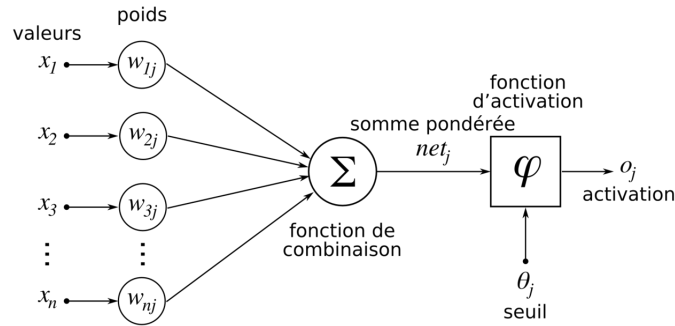 valeurs
poids
x₁
w₁ⱼ
x₂
w₂ⱼ
x₃
w₃ⱼ
⋮
⋮
xₙ
wₙⱼ
Σ
fonction de
combinaison
somme pondérée
netⱼ
fonction
d'activation
φ
oⱼ
activation
θⱼ
seuil